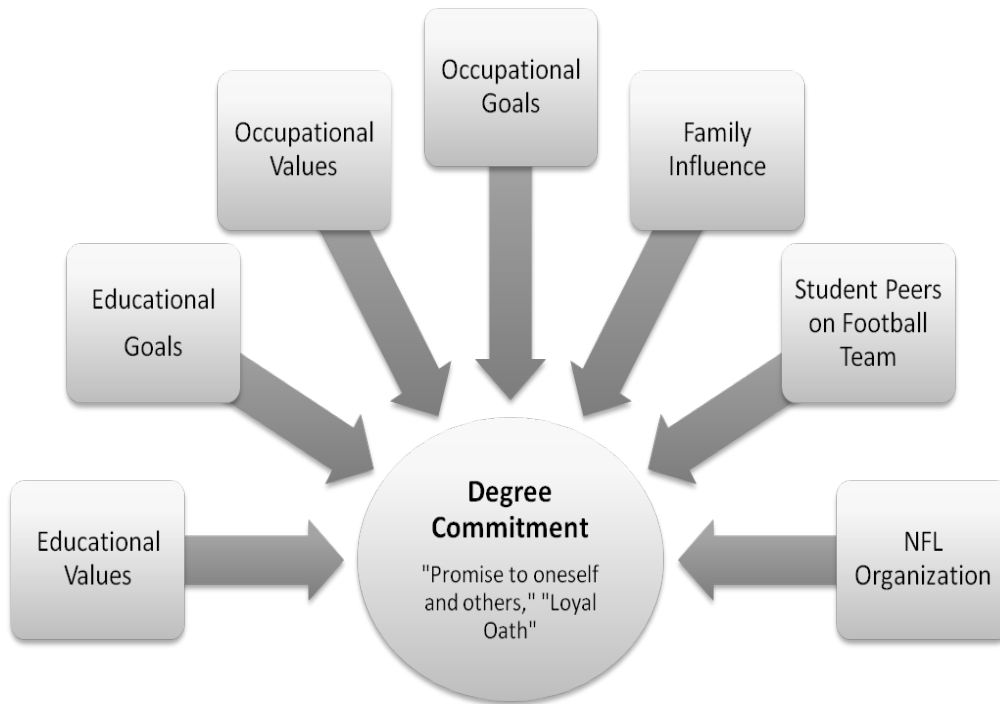 Occupational
Goals
Occupational
Values
Family
Influence
Educational
Goals
Student Peers
on Football
Team
Educational
Values
Degree
Commitment
"Promise to oneself
and others," "Loyal
Oath"
NFL
Organization